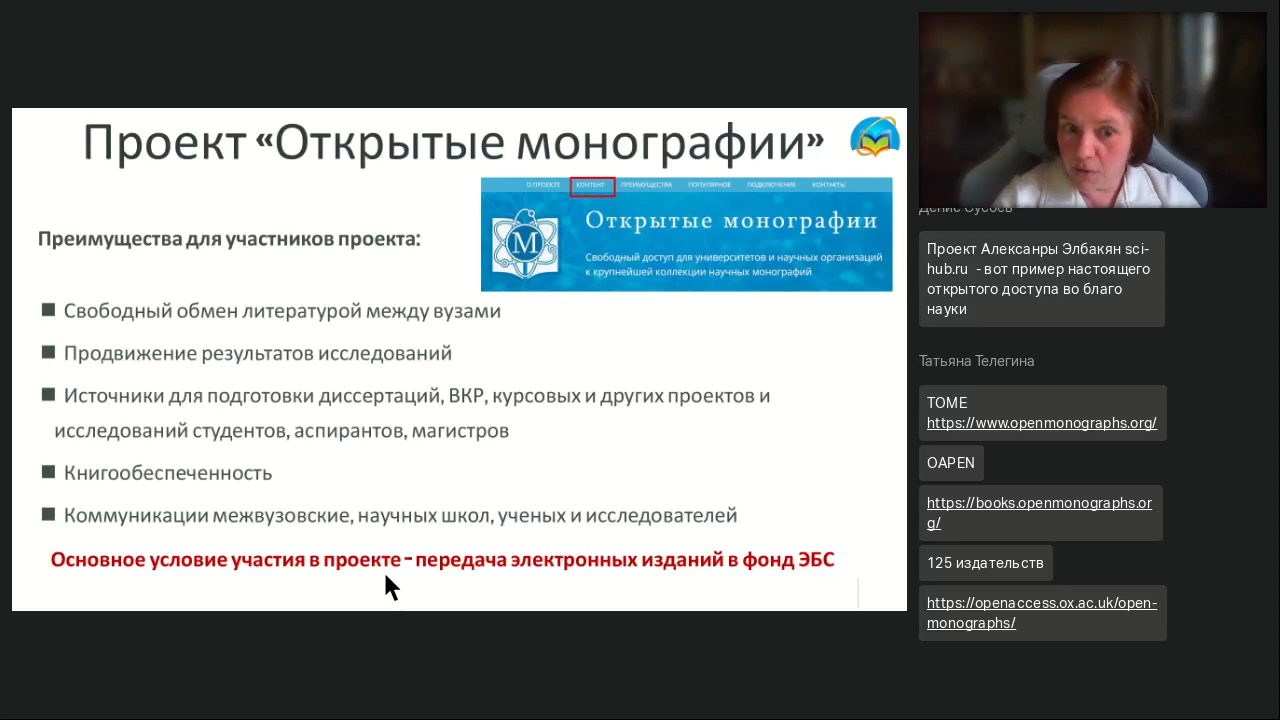 Проект «Открытые монографии»
О ПРОЕКТЕ КОНТЕНТ ПРЕИМУЩЕСТВА ПОПУЛЯРНОЕ ПОДКЛЮЧЕНИЕ КОНТАКТЫ
М
Открытые монографии
Свободный доступ для университетов и научных организаций
к крупнейшей коллекции научных монографий
Преимущества для участников проекта:
Свободный обмен литературой между вузами
Продвижение результатов исследований
Источники для подготовки диссертаций, ВКР, курсовых и других проектов и
исследований студентов, аспирантов, магистров
Книгообеспеченность
Коммуникации межвузовские, научных школ, ученых и исследователей
Основное условие участия в проекте – передача электронных изданий в фонд ЭБС
Проект Алексанры Элбакян sci-
hub.ru - вот пример настоящего
открытого доступа во благо
науки
Татьяна Телегина
TOME
https://www.openmonographs.org/
OAPEN
https://books.openmonographs.or
g/
125 издательств
https://openaccess.ox.ac.uk/open-
monographs/